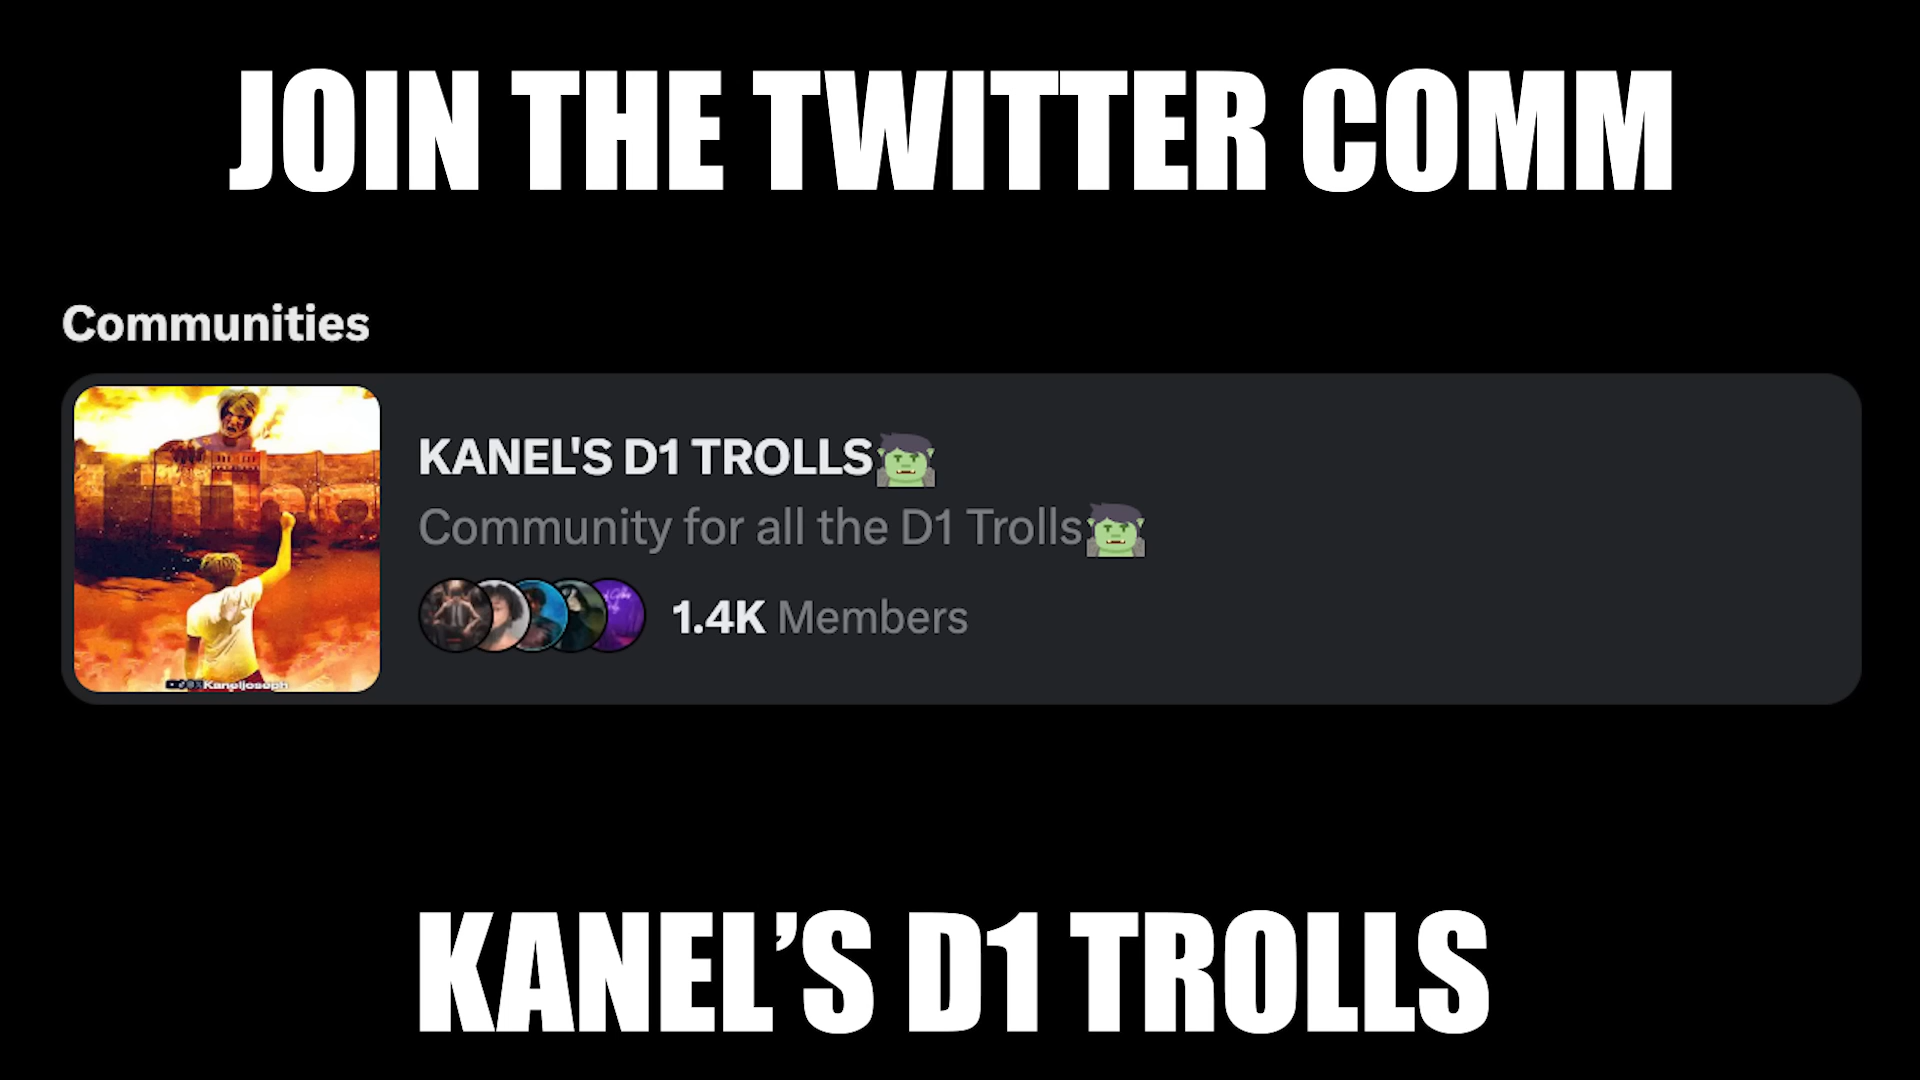 JOIN THE TWITTER COMM
Communities
KANEL'S D1 TROLLS🧌
Community for all the D1 Trolls🧌
1.4K Members
Kaneljoseph
KANEL’S D1 TROLLS